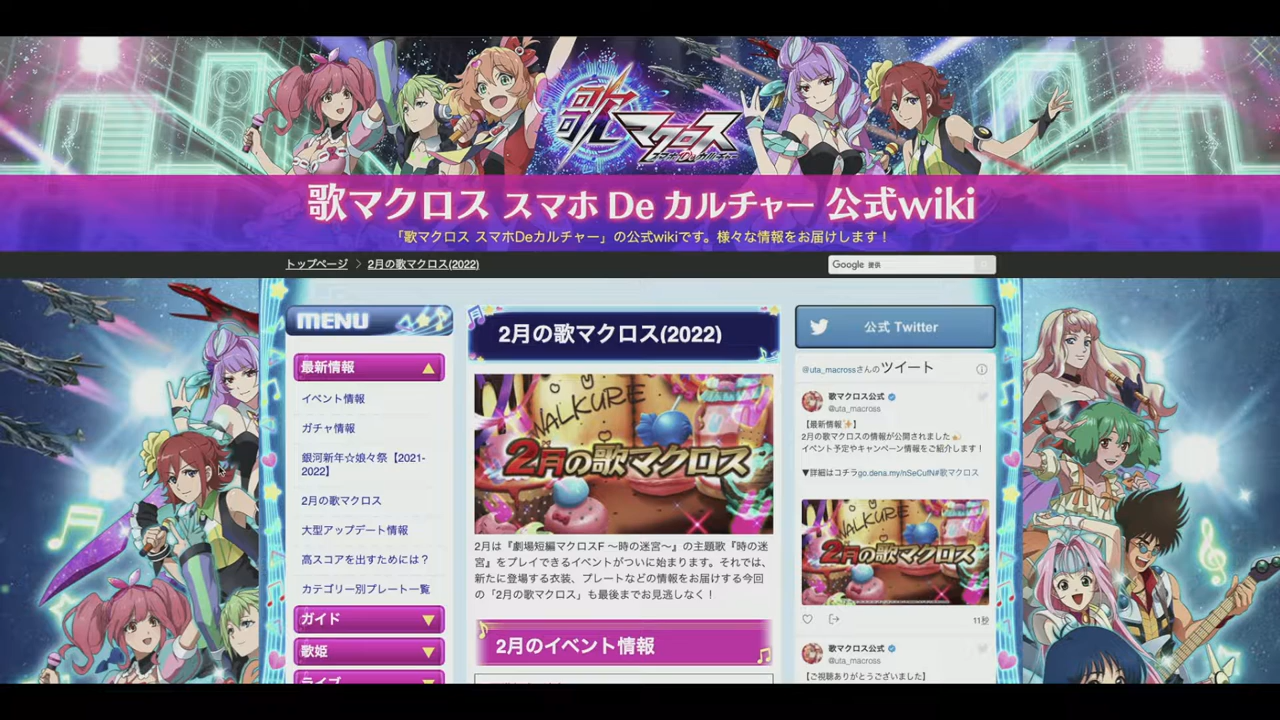 歌マクロス
スマホDeカルチャー
歌マクロス スマホ De カルチャー 公式wiki
「歌マクロス スマホDeカルチャー」の公式wikiです。様々な情報をお届けします！
トップページ > 2月の歌マクロス(2022)
Google 提供
MENU
最新情報
イベント情報
ガチャ情報
銀河新年☆娘々祭【2021-
2022】
2月の歌マクロス
大型アップデート情報
高スコアを出すためには？
カテゴリー別プレート一覧
ガイド
歌姫
ライブ
2月の歌マクロス(2022)
WALKURE
2月の歌マクロス
2月は『劇場短編マクロスF ～時の迷宮～』の主題歌『時の迷
宮』をプレイできるイベントがついに始まります。それでは、
新たに登場する衣装、プレートなどの情報をお届けする今回
の「2月の歌マクロス」も最後までお見逃しなく！
2月のイベント情報
公式 Twitter
@uta_macrossさんのツイート
歌マクロス公式
@uta_macross
【最新情報✨】
2月の歌マクロスの情報が公開されました💫
イベント予定やキャンペーン情報をご紹介します！
▼詳細はコチラgo.dena.my/nSeCufN#歌マクロス
WALKURE
2月の歌マクロス
11秒
歌マクロス公式
@uta_macross
【ご視聴ありがとうございました】